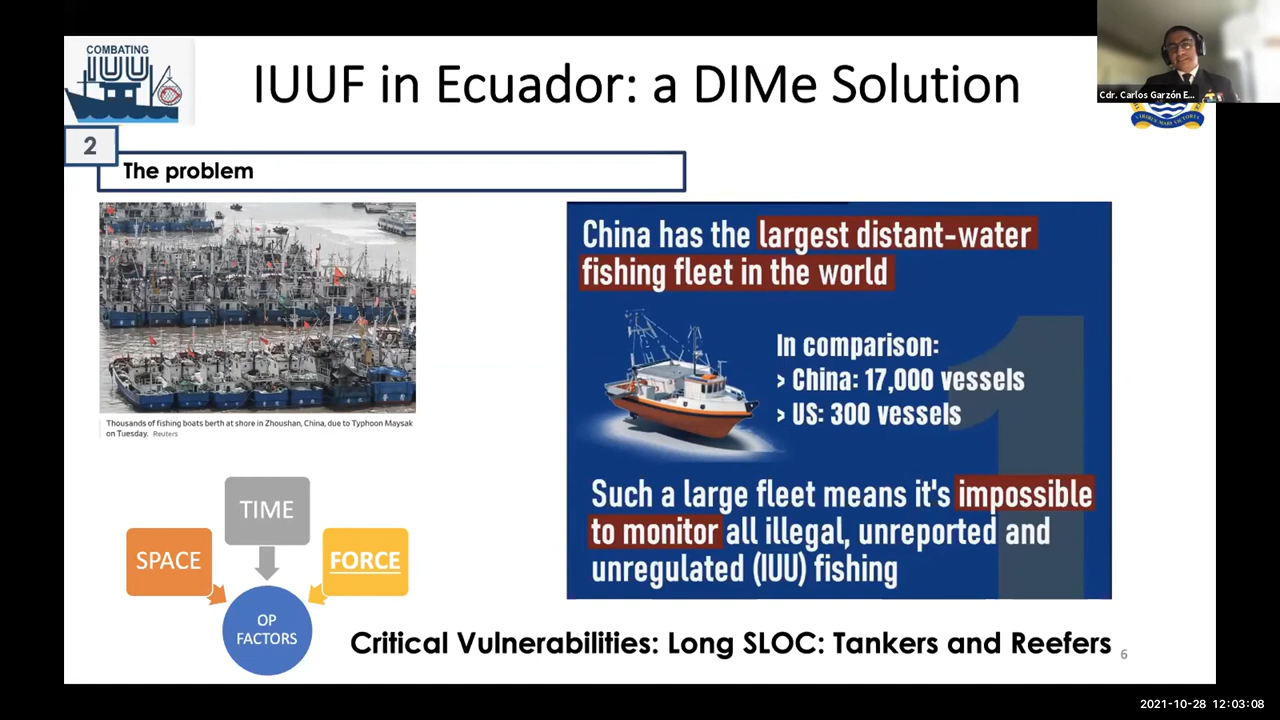 COMBATING
IUU
IUUF in Ecuador: a DIMe Solution
Cdr. Carlos Garzón E...
2
The problem
Thousands of fishing boats berth at shore in Zhoushan, China, due to Typhoon Maysak
on Tuesday. Reuters
China has the largest distant-water
fishing fleet in the world
In comparison:
> China: 17,000 vessels
> US: 300 vessels
1
Such a large fleet means it's impossible
to monitor all illegal, unreported and
unregulated (IUU) fishing
TIME
SPACE
FORCE
OP
FACTORS
Critical Vulnerabilities: Long SLOC: Tankers and Reefers
6
2021-10-28 12:03:08